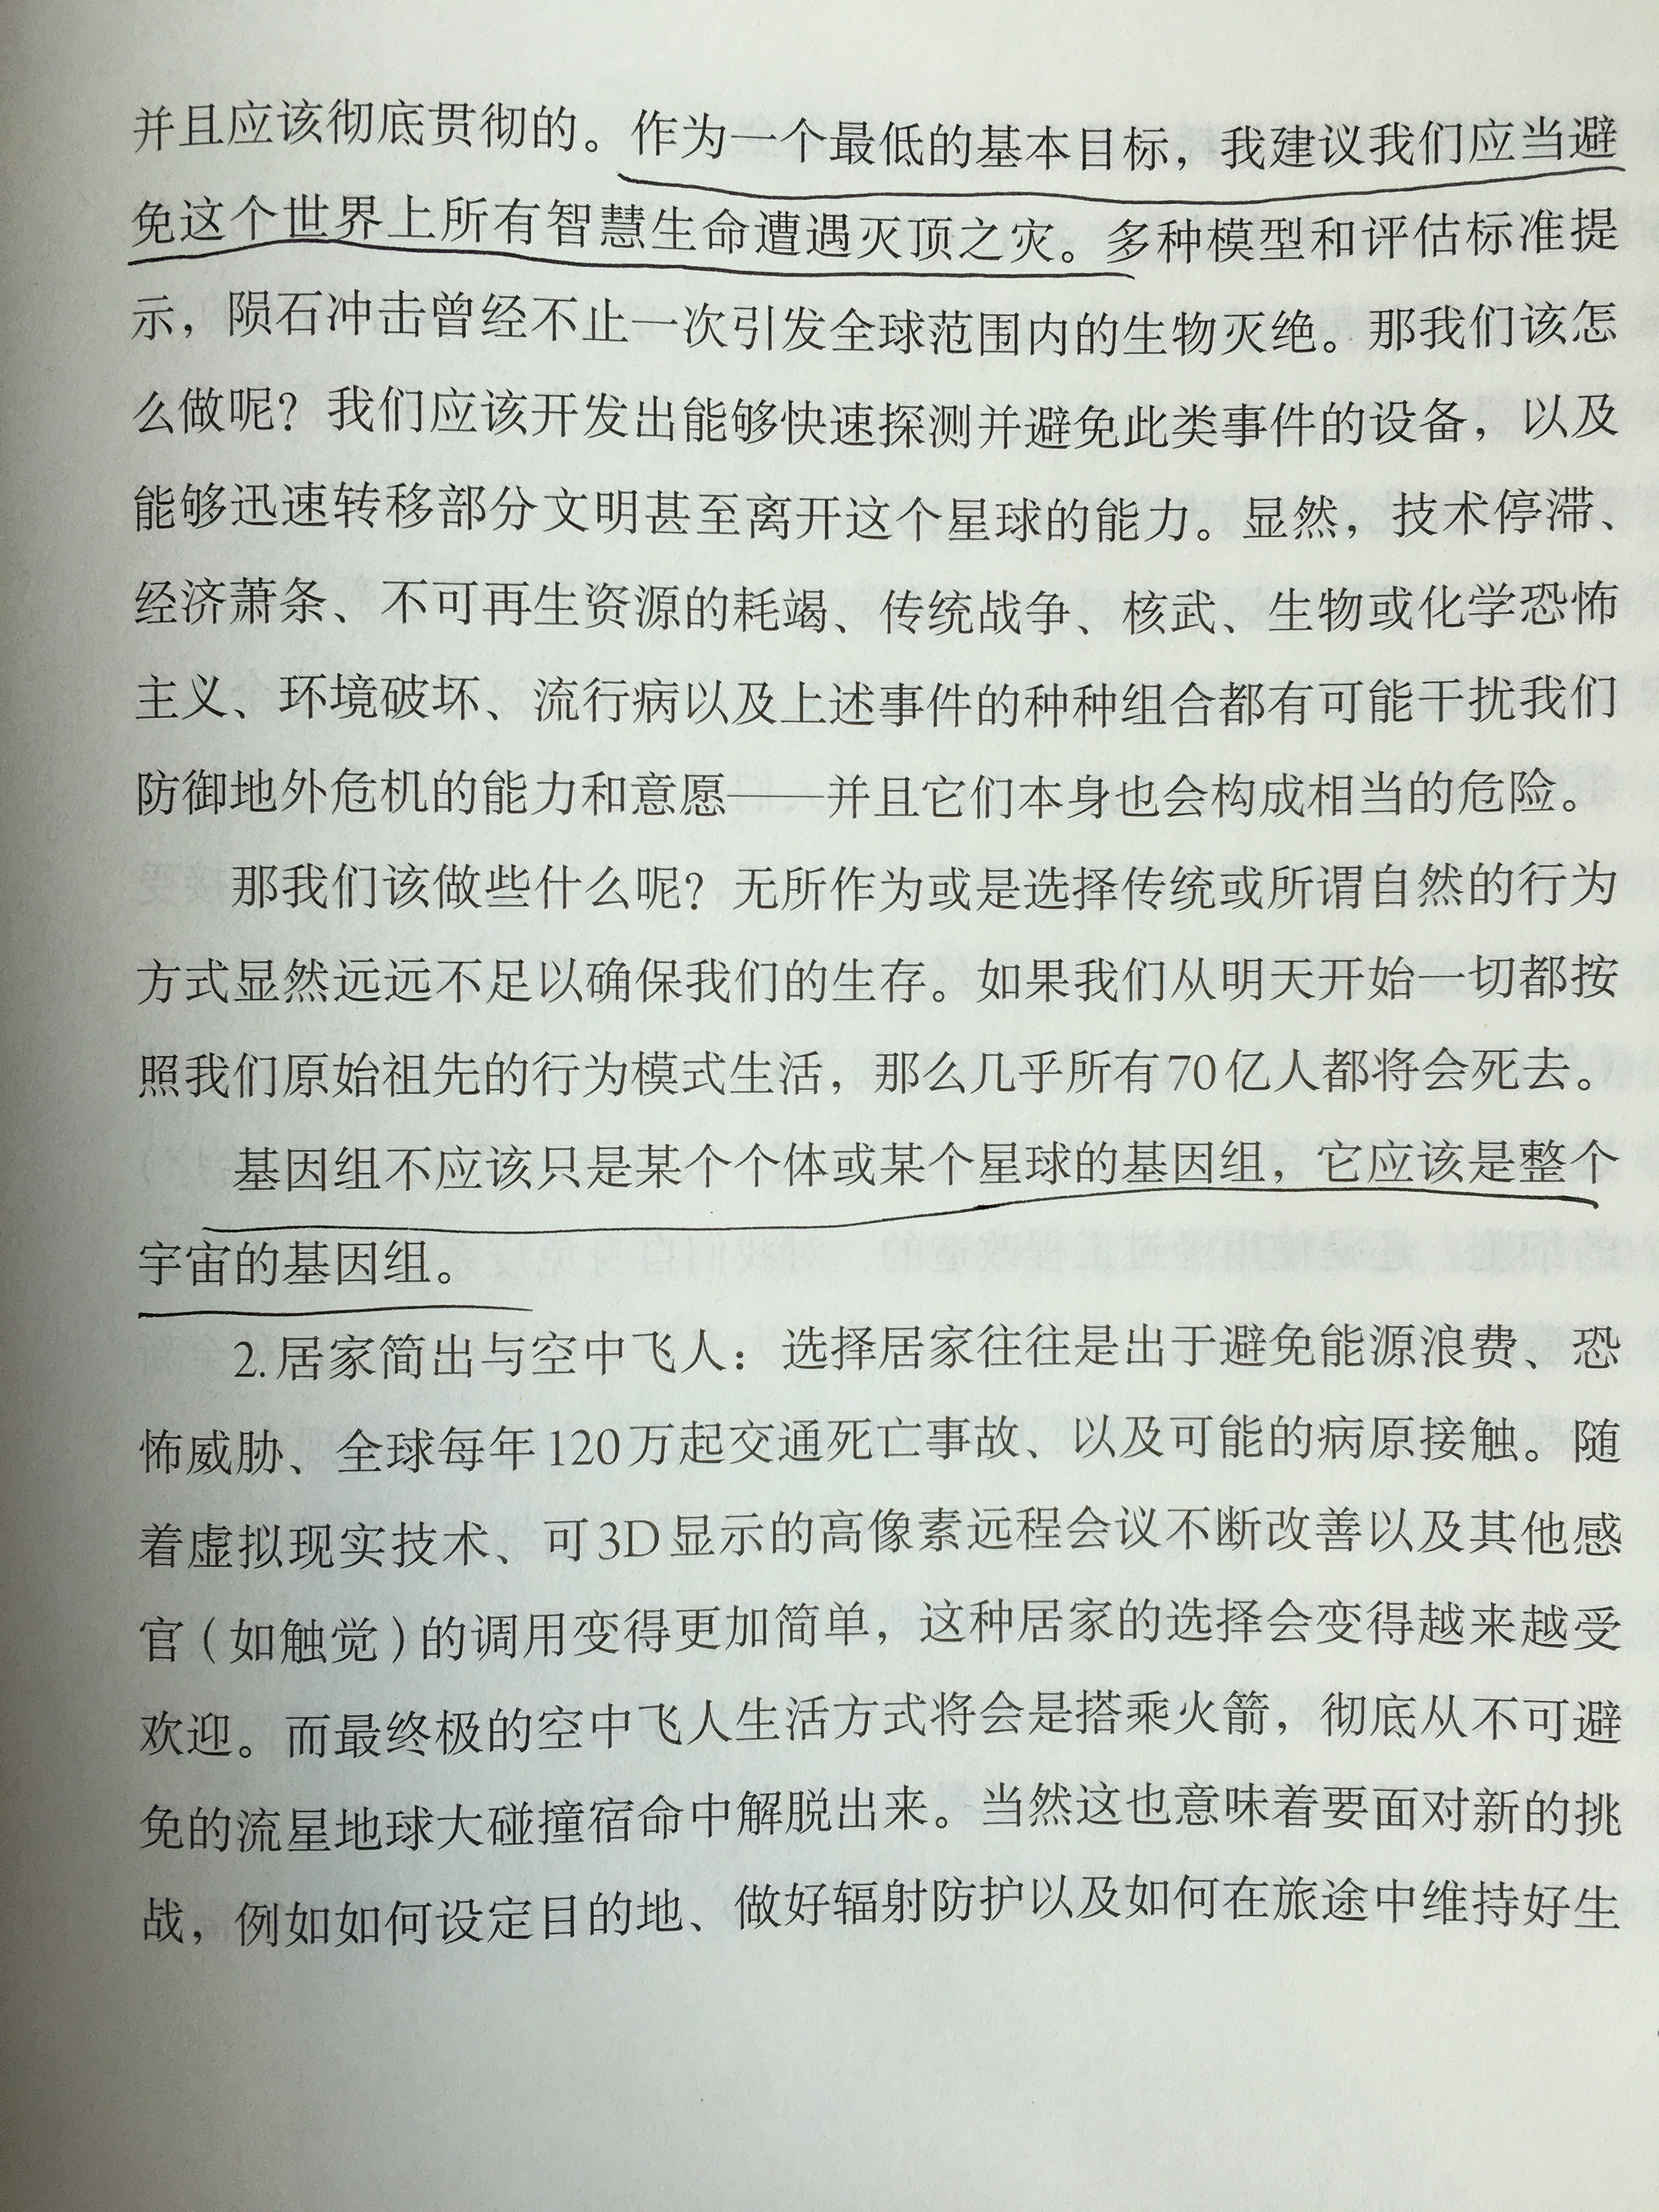 并且应该彻底贯彻的。作为一个最低的基本目标，我建议我们应当避
免这个世界上所有智慧生命遭遇灭顶之灾。多种模型和评估标准提
示，陨石冲击曾经不止一次引发全球范围内的生物灭绝。那我们该怎
么做呢？我们应该开发出能够快速探测并避免此类事件的设备，以及
能够迅速转移部分文明甚至离开这个星球的能力。显然，技术停滞、
经济萧条、不可再生资源的耗竭、传统战争、核武、生物或化学恐怖
主义、环境破坏、流行病以及上述事件的种种组合都有可能干扰我们
防御地外危机的能力和意愿——并且它们本身也会构成相当的危险。
那我们该做些什么呢？无所作为或是选择传统或所谓自然的行为
方式显然远远不足以确保我们的生存。如果我们从明天开始一切都按
照我们原始祖先的行为模式生活，那么几乎所有70亿人都将会死去。
基因组不应该只是某个个体或某个星球的基因组，它应该是整个
宇宙的基因组。
2.居家简出与空中飞人：选择居家往往是出于避免能源浪费、恐
怖威胁、全球每年120万起交通死亡事故、以及可能的病原接触。随
着虚拟现实技术、可3D显示的高像素远程会议不断改善以及其他感
官（如触觉）的调用变得更加简单，这种居家的选择会变得越来越受
欢迎。而最终极的空中飞人生活方式将会是搭乘火箭，彻底从不可避
免的流星地球大碰撞宿命中解脱出来。当然这也意味着要面对新的挑
战，例如如何设定目的地、做好辐射防护以及如何在旅途中维持好生